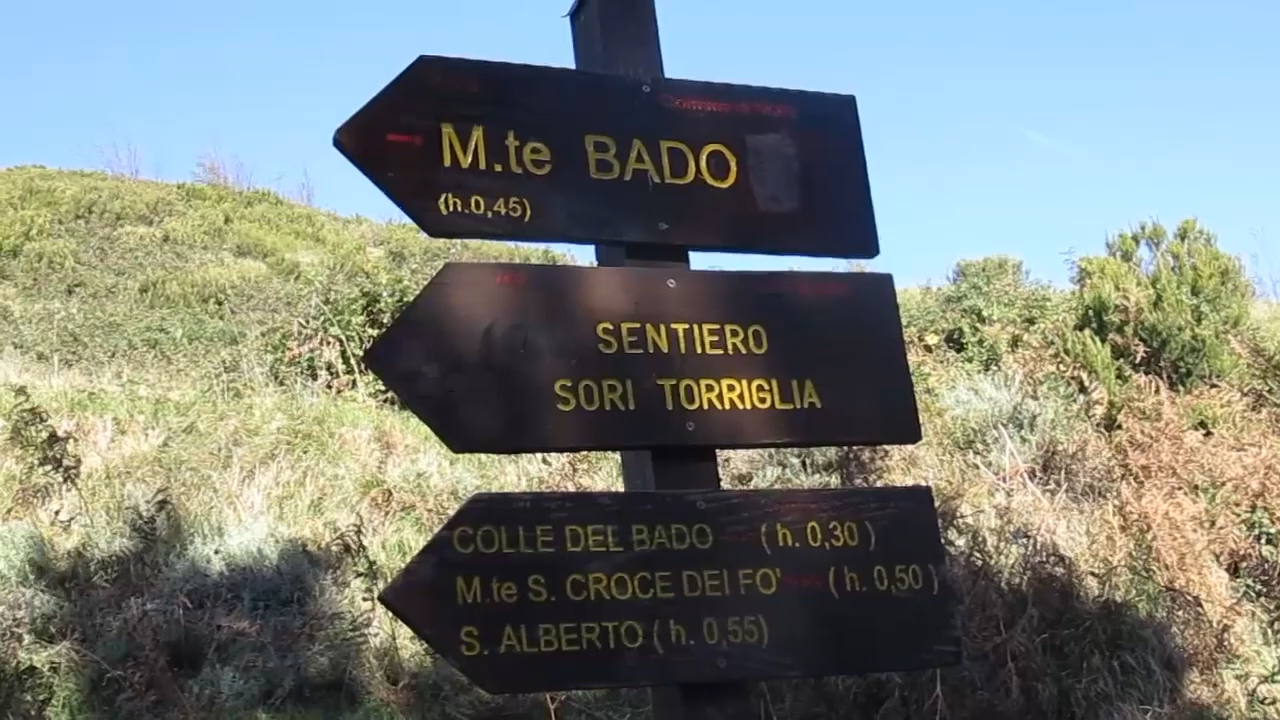 M.te BADO
(h.0,45)
SENTIERO
SORI TORRIGLIA
COLLE DEL BADO (h. 0,30)
M.te S. CROCE DEI FO' (h. 0,50)
S. ALBERTO (h. 0,55)